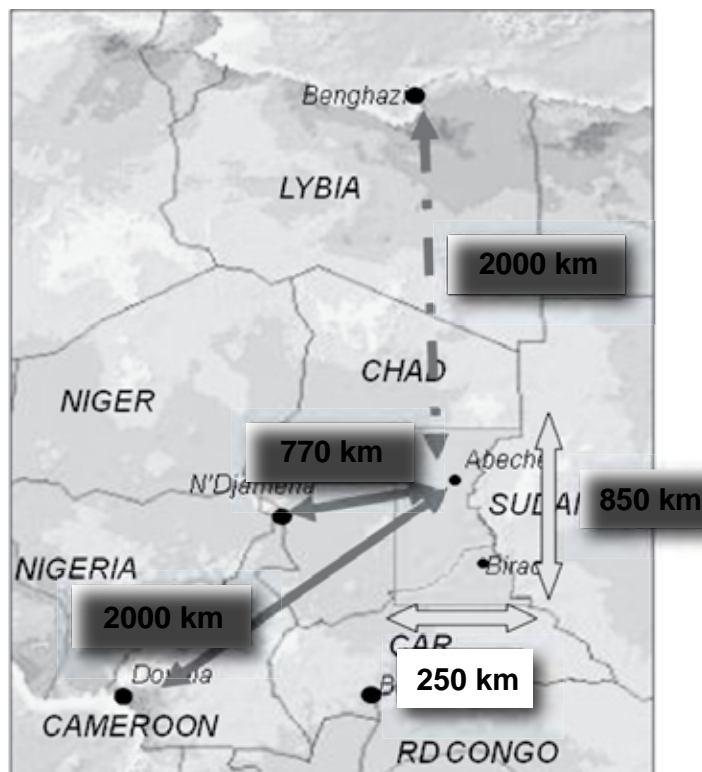 Benghazi
LYBIA
2000 km
CHAD
NIGER
770 km
Abeche
N'Djamena
SUDAN
850 km
NIGERIA
Birao
2000 km
CAR
Douala
250 km
CAMEROON
RD CONGO